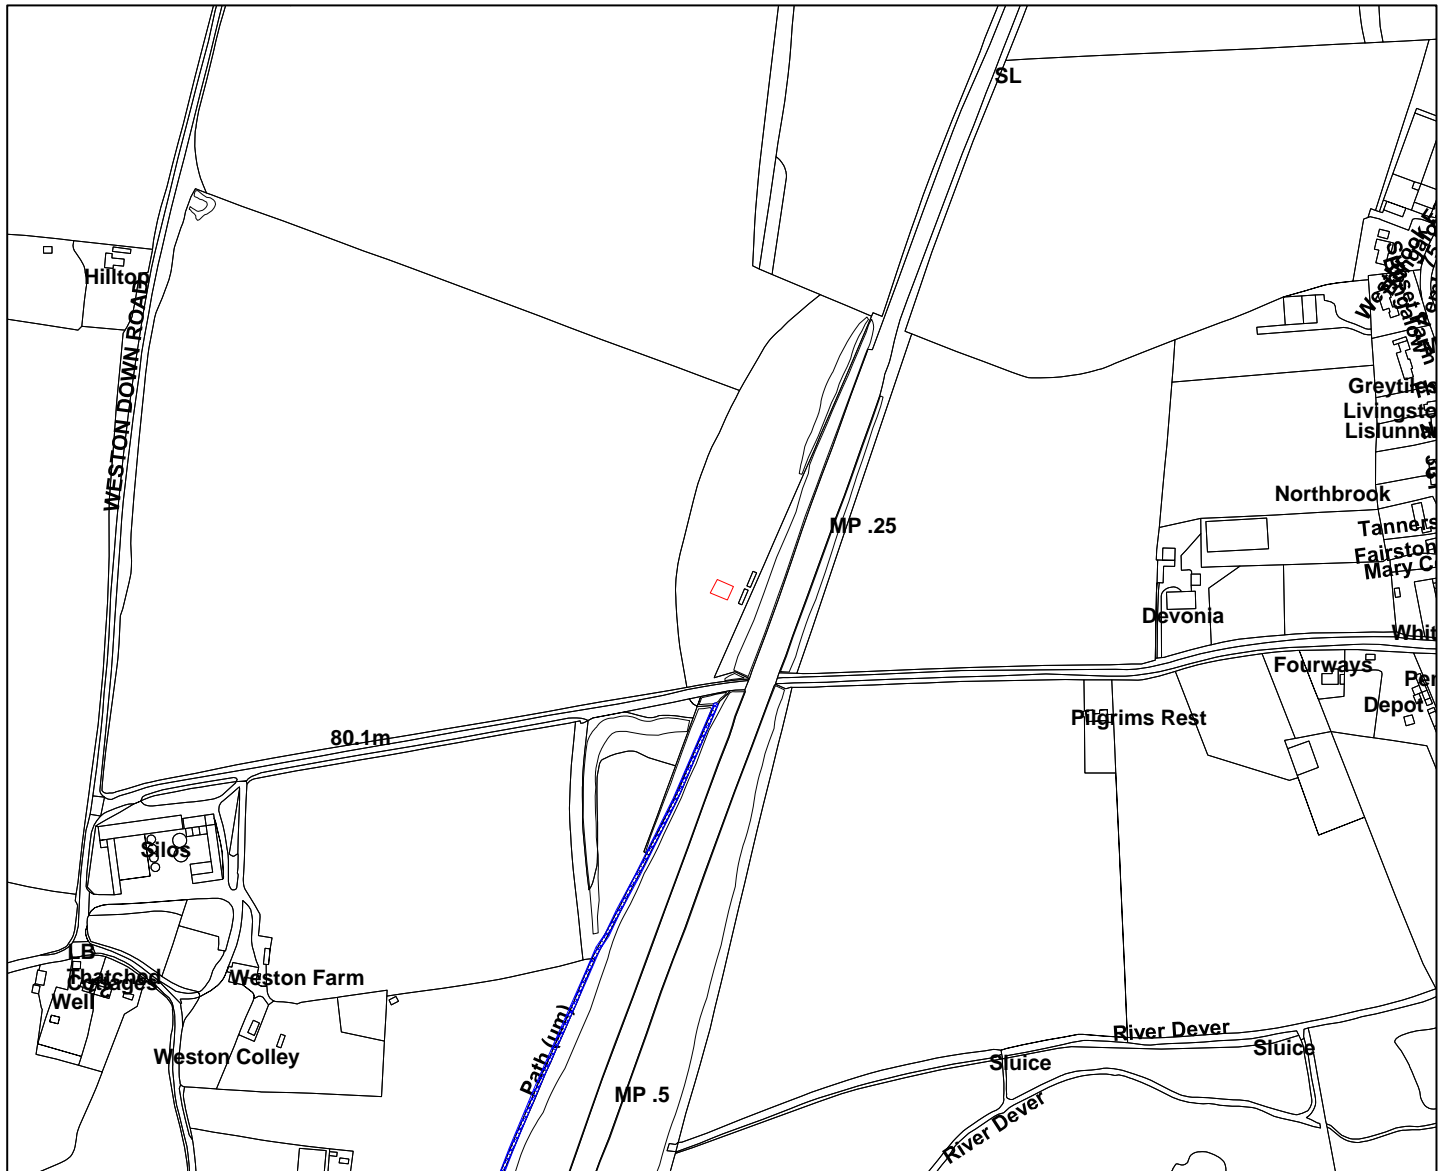 SL
Hilltop
WESTON DOWN ROAD
Greytiles
Livingsto
Lislunna
Northbrook
MP .25
Tanners
Fairston
Mary C
Devonia
Whit
Fourways
Per
Depot
Pilgrims Rest
80.1m
Silos
LB
Thatched
Cottages
Well
Weston Farm
Weston Colley
Path (um)
MP .5
River Dever
Sluice
Sluice
River Dever